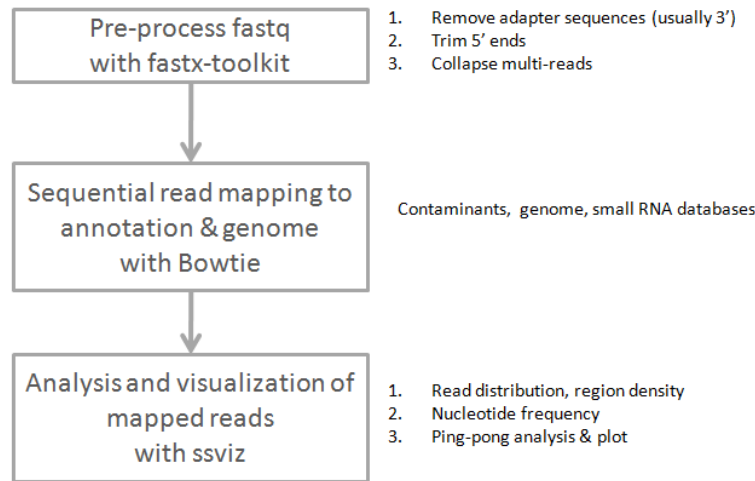 Pre-process fastq
with fastx-toolkit
1. Remove adapter sequences (usually 3’)
2. Trim 5’ ends
3. Collapse multi-reads
Sequential read mapping to
annotation & genome
with Bowtie
Contaminants, genome, small RNA databases
Analysis and visualization of
mapped reads
with ssviz
1. Read distribution, region density
2. Nucleotide frequency
3. Ping-pong analysis & plot